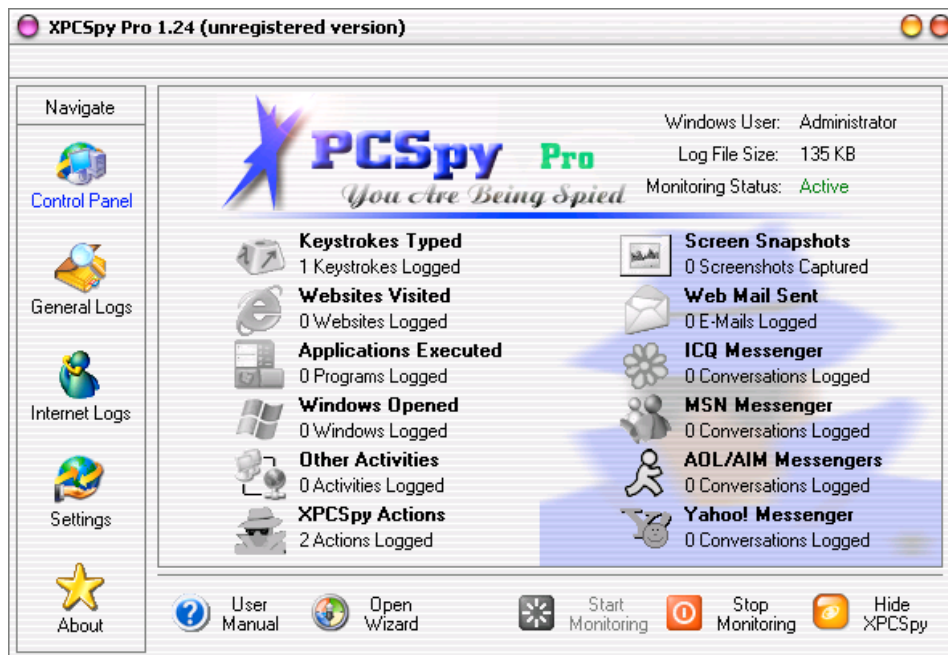 XPCSpy Pro 1.24 (unregistered version)
Navigate
Control Panel
General Logs
Internet Logs
Settings
About
XPCSpy Pro
You Are Being Spied
Windows User: Administrator
Log File Size: 135 KB
Monitoring Status: Active
Keystrokes Typed
1 Keystrokes Logged
Websites Visited
0 Websites Logged
Applications Executed
0 Programs Logged
Windows Opened
0 Windows Logged
Other Activities
0 Activities Logged
XPCSpy Actions
2 Actions Logged
Screen Snapshots
0 Screenshots Captured
Web Mail Sent
0 E-Mails Logged
ICQ Messenger
0 Conversations Logged
MSN Messenger
0 Conversations Logged
AOL/AIM Messengers
0 Conversations Logged
Yahoo! Messenger
0 Conversations Logged
User
Manual
Open
Wizard
Start
Monitoring
Stop
Monitoring
Hide
XPCSpy